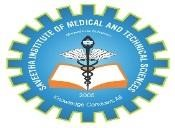 SAVEETHA INSTITUTE OF MEDICAL AND TECHNICAL SCIENCES
2005
Knowledge Conquers All